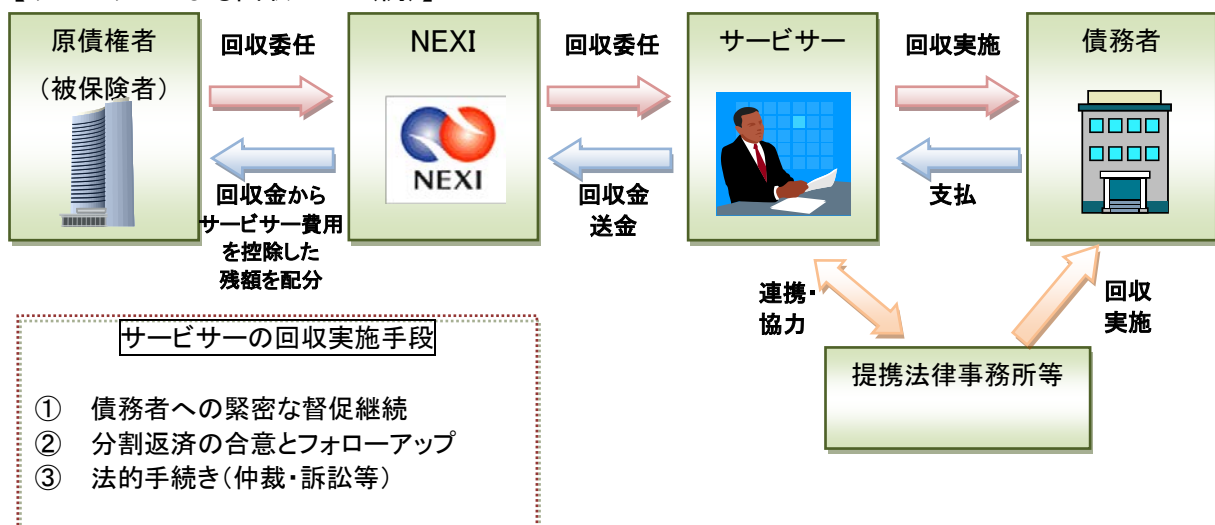 原債権者
(被保険者)
回収委任
NEXI
回収委任
サービサー
回収実施
債務者
NEXI
回収金から
サービサー費用
を控除した
残額を配分
回収金
送金
支払
連携・
協力
回収
実施
提携法律事務所等
サービサーの回収実施手段
① 債務者への緊密な督促継続
② 分割返済の合意とフォローアップ
③ 法的手続き(仲裁・訴訟等)